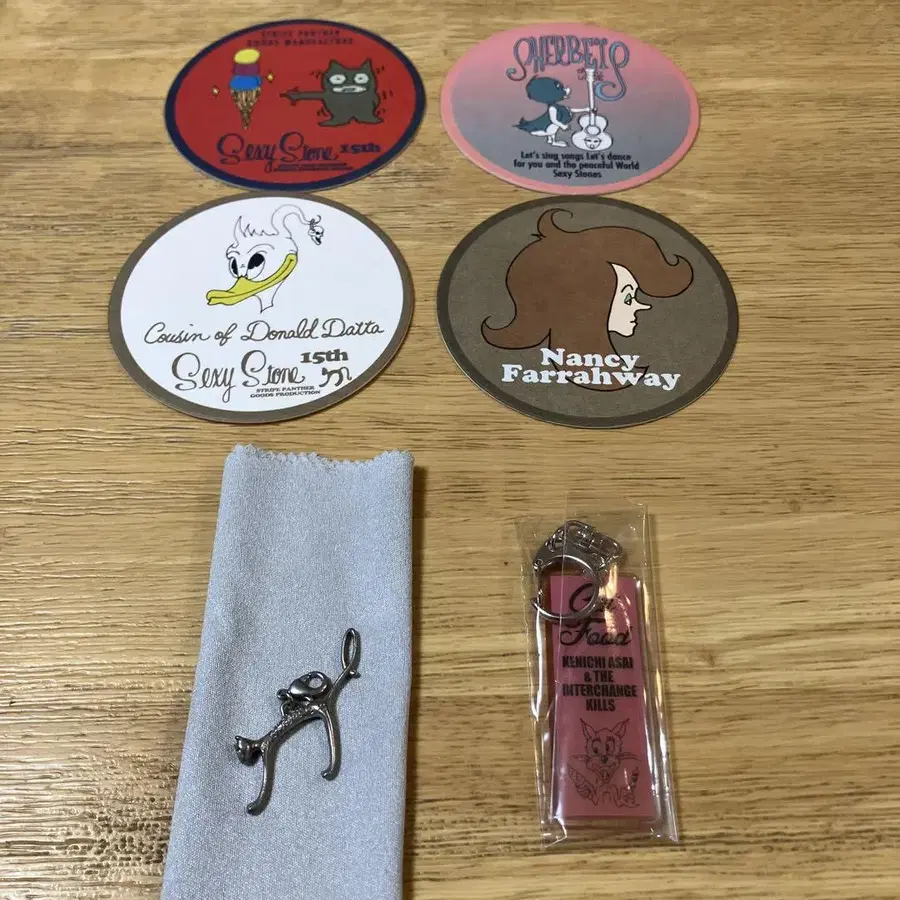 STRIPE PANTHER
GOODS MANUFACTURE
Sexy Stone 15th
SHERBETS
Let's sing songs Let's dance
for you and the peaceful World
Sexy Stones
Cousin of Donald Datta
Sexy Stone 15th
STRIPE PANTHER
GOODS PRODUCTION
Nancy
Farrahway
Food
KENICHI ASAI
& THE
INTERCHANGE
KILLS